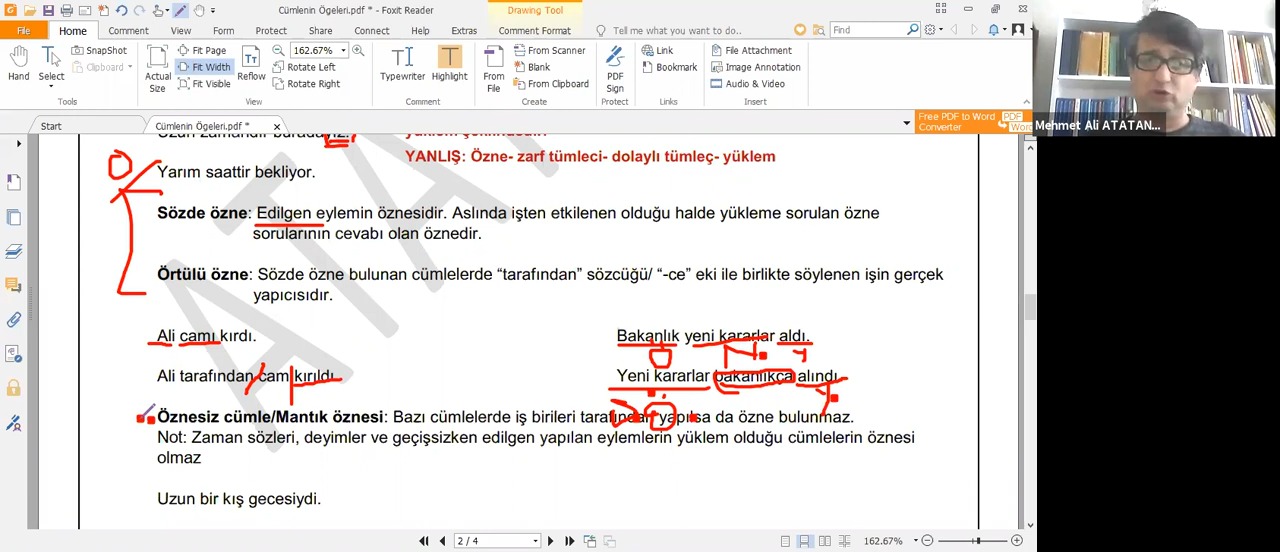 Cümlenin Ögeleri.pdf * - Foxit Reader
Drawing Tool
File
Home
Comment
View
Form
Protect
Share
Connect
Help
Extras
Comment Format
Tell me what you want to do..
Find
SnapShot
Clipboard
Hand
Select
Actual Size
Fit Page
Fit Width
Fit Visible
Reflow
162.67%
Rotate Left
Rotate Right
Typewriter
Highlight
From File
From Scanner
Blank
From Clipboard
PDF Sign
Link
Bookmark
File Attachment
Image Annotation
Audio & Video
Tools
View
Comment
Create
Protect
Links
Insert
Start
Cümlenin Ögeleri.pdf *
Free PDF to Word Converter
PDF
Word
Mehmet Ali ATATAN...
YANLIŞ: Özne- zarf tümleci- dolaylı tümleç- yüklem
Yarım saattir bekliyor.
Sözde özne: Edilgen eylemin öznesidir. Aslında işten etkilenen olduğu halde yükleme sorulan özne
sorularının cevabı olan öznedir.
Örtülü özne: Sözde özne bulunan cümlelerde “tarafından” sözcüğü/ “-ce” eki ile birlikte söylenen işin gerçek
yapıcısıdır.
Ali camı kırdı.
Bakanlık yeni kararlar aldı.
Ö N y
Ali tarafından cam kırıldı.
Yeni kararlar bakanlıkça alındı.
Öznesiz cümle/Mantık öznesi: Bazı cümlelerde iş birileri tarafından yapılsa da özne bulunmaz.
Not: Zaman sözleri, deyimler ve geçişsizken edilgen yapılan eylemlerin yüklem olduğu cümlelerin öznesi
olmaz
Uzun bir kış gecesiydi.
2 / 4
162.67%